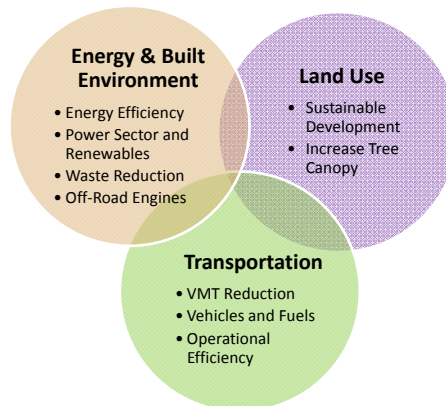 Energy & Built
Environment
• Energy Efficiency
• Power Sector and
Renewables
• Waste Reduction
• Off-Road Engines
Land Use
• Sustainable
Development
• Increase Tree
Canopy
Transportation
• VMT Reduction
• Vehicles and Fuels
• Operational
Efficiency